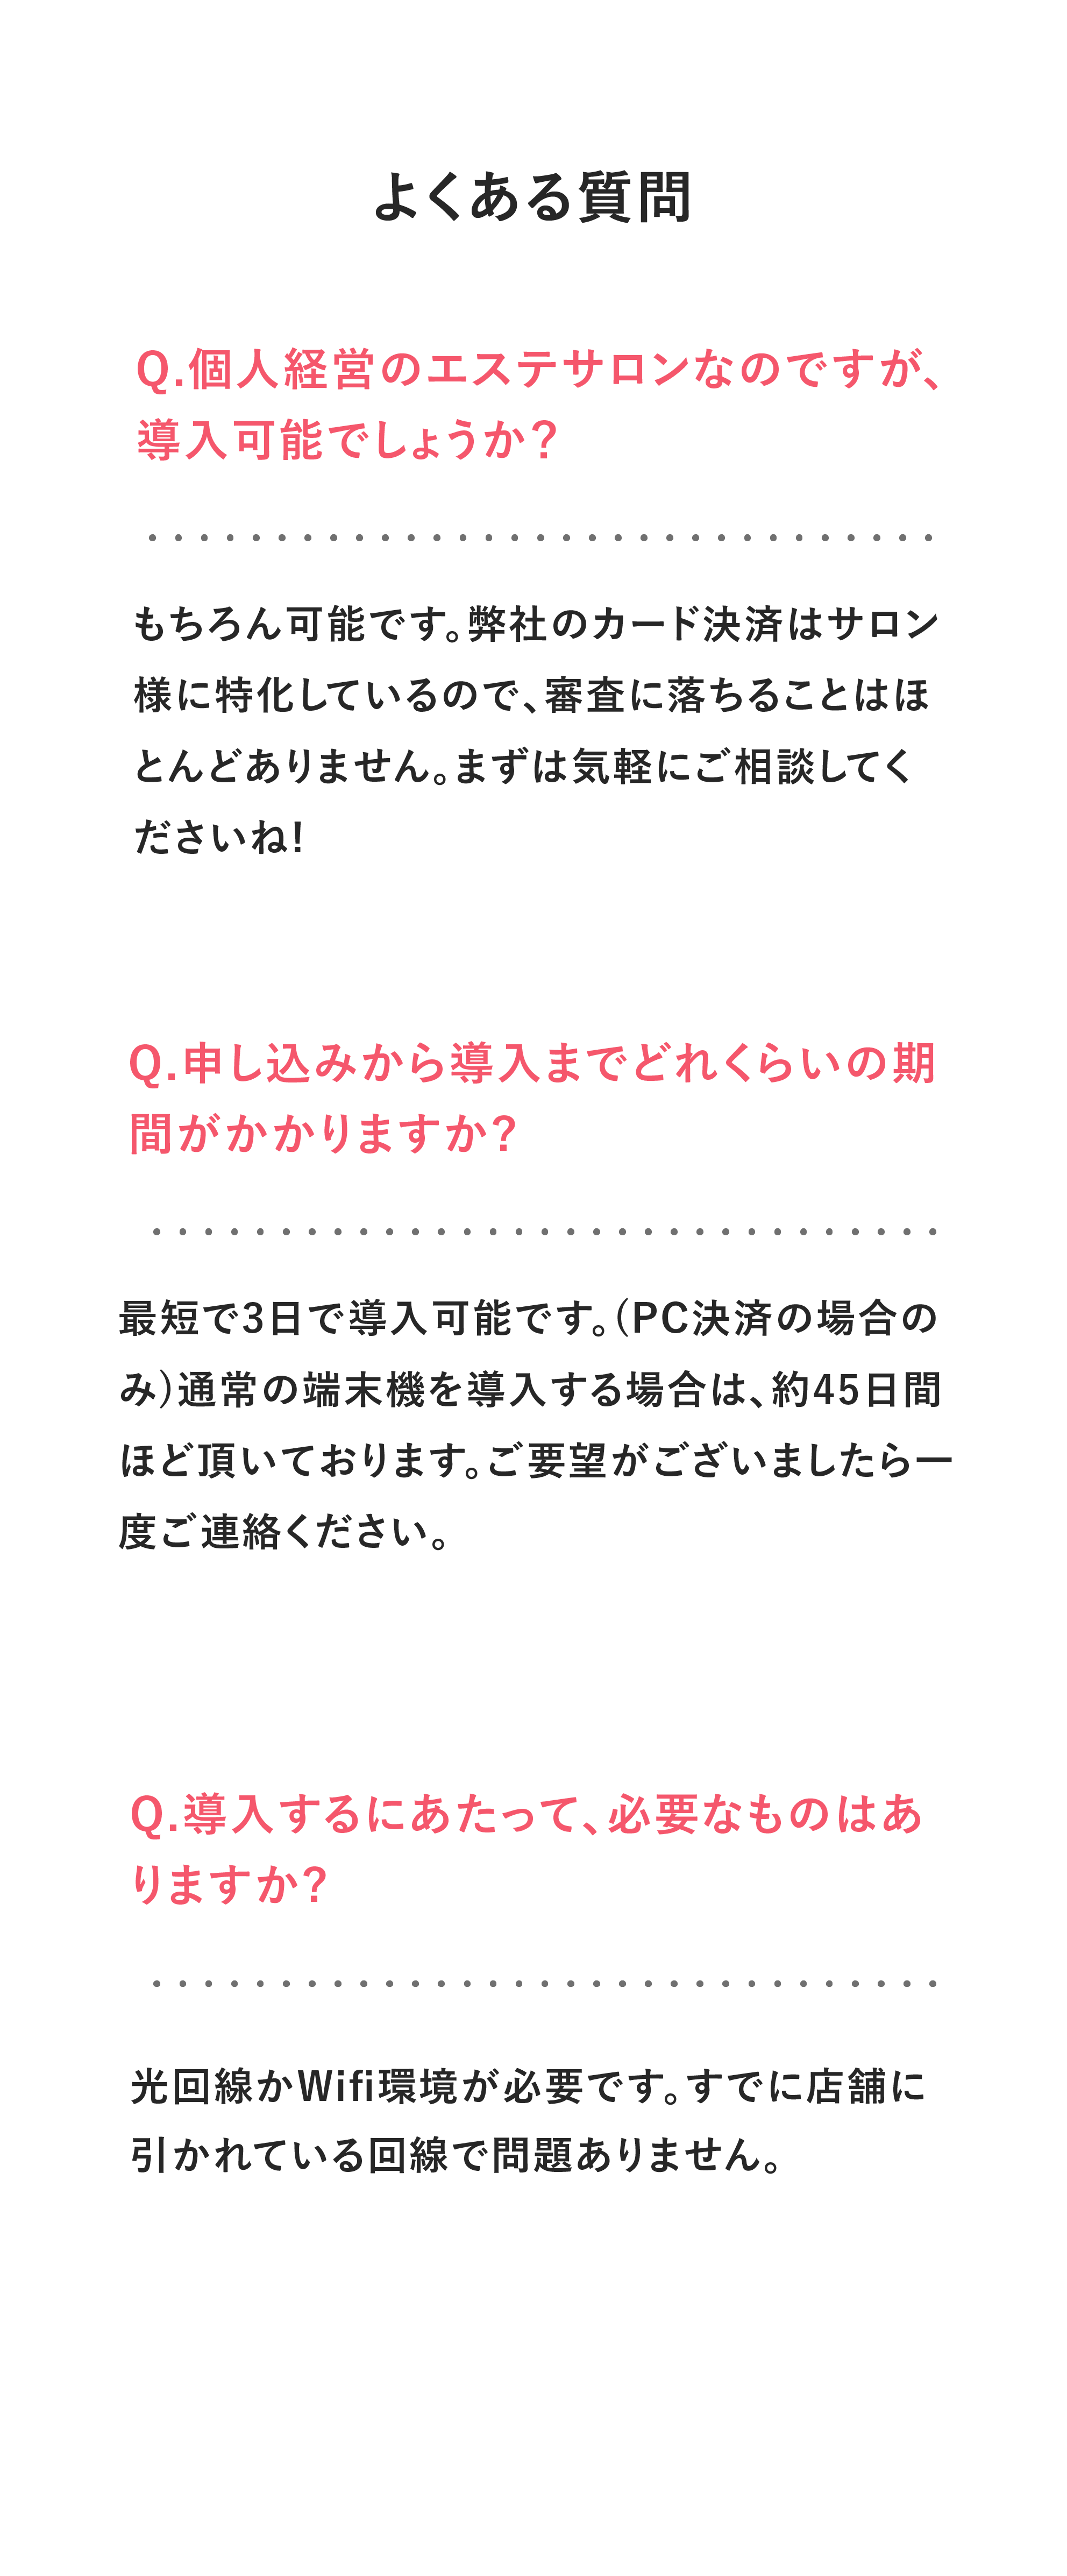 よくある質問
Q.個人経営のエステサロンなのですが、
導入可能でしょうか？
もちろん可能です。弊社のカード決済はサロン
様に特化しているので、審査に落ちることはほ
とんどありません。まずは気軽にご相談してく
ださいね!
Q.申し込みから導入までどれくらいの期
間がかかりますか?
最短で3日で導入可能です。(PC決済の場合の
み)通常の端末機を導入する場合は、約45日間
ほど頂いております。ご要望がございましたら一
度ご連絡ください。
Q.導入するにあたって、必要なものはあ
りますか?
光回線かWifi環境が必要です。すでに店舗に
引かれている回線で問題ありません。